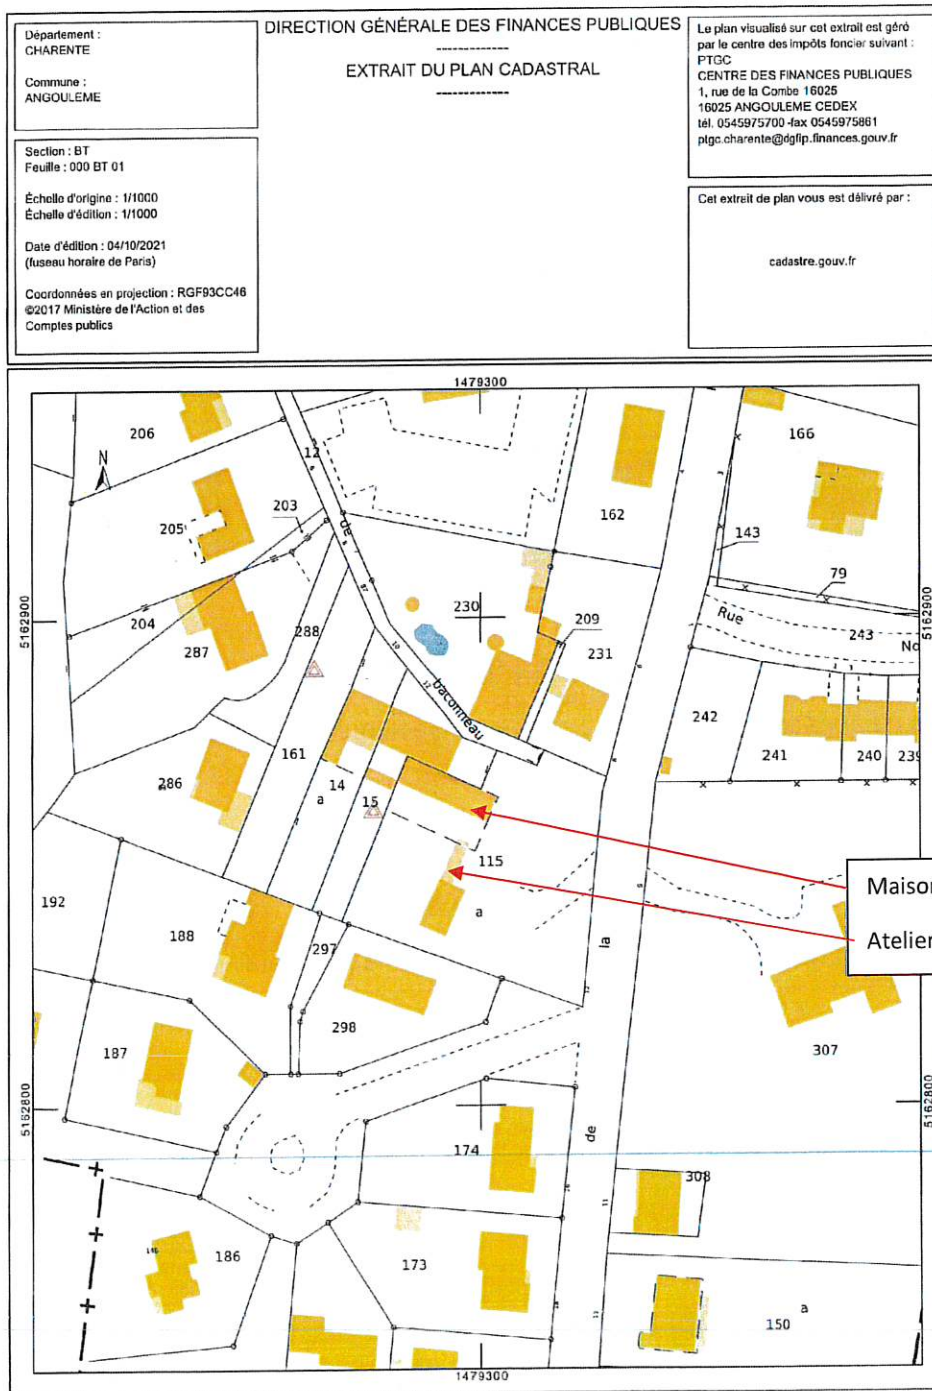 Département :
CHARENTE
Commune :
ANGOULEME
Section : BT
Feuille : 000 BT 01
Échelle d'origine : 1/1000
Échelle d'édition : 1/1000
Date d'édition : 04/10/2021
(fuseau horaire de Paris)
Coordonnées en projection : RGF93CC46
©2017 Ministère de l'Action et des
Comptes publics
DIRECTION GÉNÉRALE DES FINANCES PUBLIQUES
-------------
EXTRAIT DU PLAN CADASTRAL
-------------
Le plan visualisé sur cet extrait est géré
par le centre des impôts foncier suivant :
PTGC
CENTRE DES FINANCES PUBLIQUES
1, rue de la Combe 16025
16025 ANGOULEME CEDEX
tél. 0545975700 -fax 0545975861
ptgc.charente@dgfip.finances.gouv.fr
Cet extrait de plan vous est délivré par :
cadastre.gouv.fr
1479300
206
12
166
N
203
205
162
143
de
79
5162900
230
209
Rue
243
No
5162900
204
288
287
231
baconneau
242
241
240
239
161
286
14
15
a
115
Maison
192
a
Atelier
188
297
la
298
307
187
5162800
5162800
174
de
308
186
173
a
150
1479300